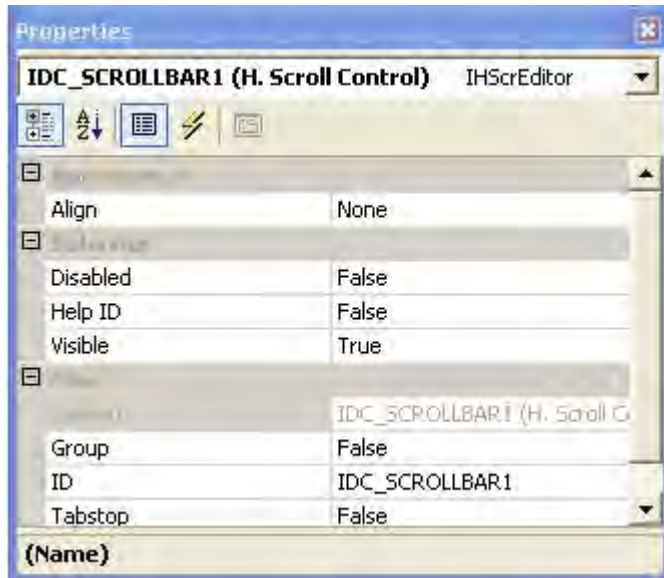 Properties
IDC_SCROLLBAR1 (H. Scroll Control) IHScrEditor
Align None
Disabled False
Help ID False
Visible True
IDC_SCROLLBAR1 (H. Scroll C
Group False
ID IDC_SCROLLBAR1
Tabstop False
(Name)